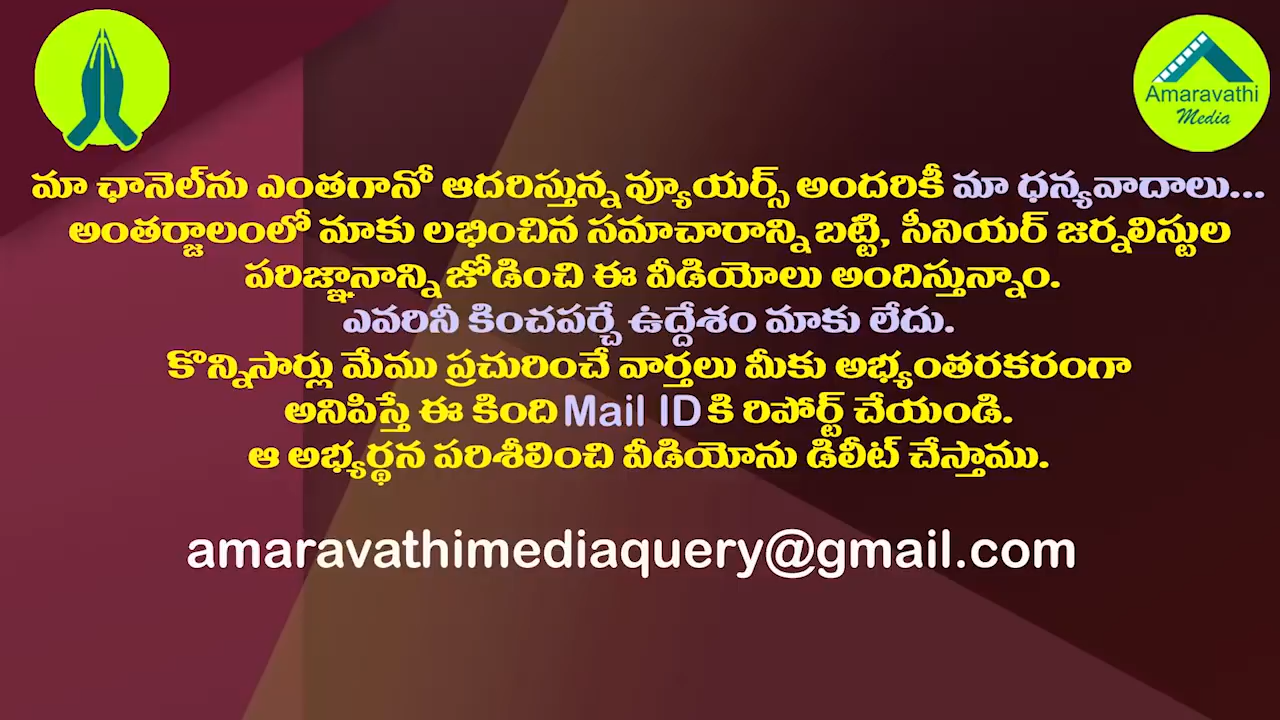 Amaravathi
Media
మా ఛానెల్‌ను ఎంతగానో ఆదరిస్తున్న వ్యూయర్స్ అందరికీ మా ధన్యవాదాలు...
అంతర్జాలంలో మాకు లభించిన సమాచారాన్ని బట్టి, సీనియర్ జర్నలిస్టుల
పరిజ్ఞానాన్ని జోడించి ఈ వీడియోలు అందిస్తున్నాం.
ఎవరినీ కించపర్చే ఉద్దేశం మాకు లేదు.
కొన్నిసార్లు మేము ప్రచురించే వార్తలు మీకు అభ్యంతరకరంగా
అనిపిస్తే ఈ కింది Mail ID కి రిపోర్ట్ చేయండి.
ఆ అభ్యర్థన పరిశీలించి వీడియోను డిలీట్ చేస్తాము.
amaravathimediaquery@gmail.com